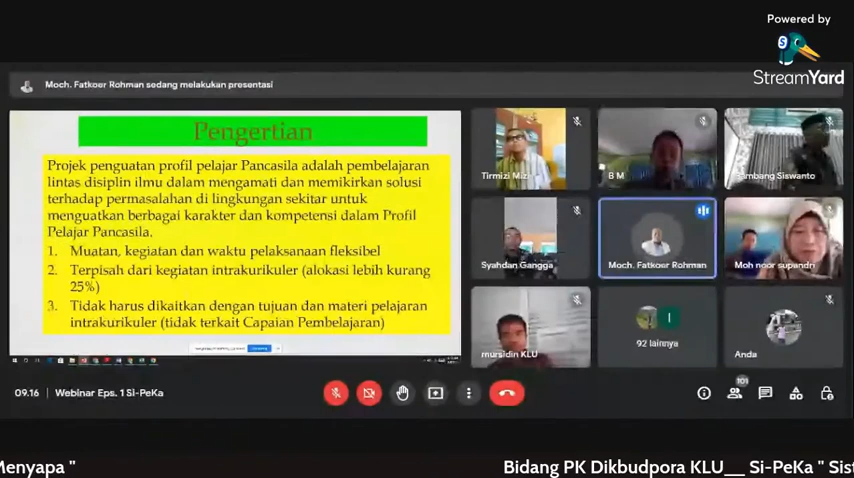 Powered by
StreamYard
Moch. Fatkoer Rohman sedang melakukan presentasi
Pengertian
Projek penguatan profil pelajar Pancasila adalah pembelajaran
lintas disiplin ilmu dalam mengamati dan memikirkan solusi
terhadap permasalahan di lingkungan sekitar untuk
menguatkan berbagai karakter dan kompetensi dalam Profil
Pelajar Pancasila.
1. Muatan, kegiatan dan waktu pelaksanaan fleksibel
2. Terpisah dari kegiatan intrakurikuler (alokasi lebih kurang
25%)
3. Tidak harus dikaitkan dengan tujuan dan materi pelajaran
intrakurikuler (tidak terkait Capaian Pembelajaran)
Tirmizi Mizi
B M
Bambang Siswanto
Syahdan Gangga
Moch. Fatkoer Rohman
Moh noor supandri
mursidin KLU
I
92 lainnya
Anda
09.16 | Webinar Eps. 1 Si-PeKa
101
Menyapa " Bidang PK Dikbudpora KLU__ Si-PeKa " Sist